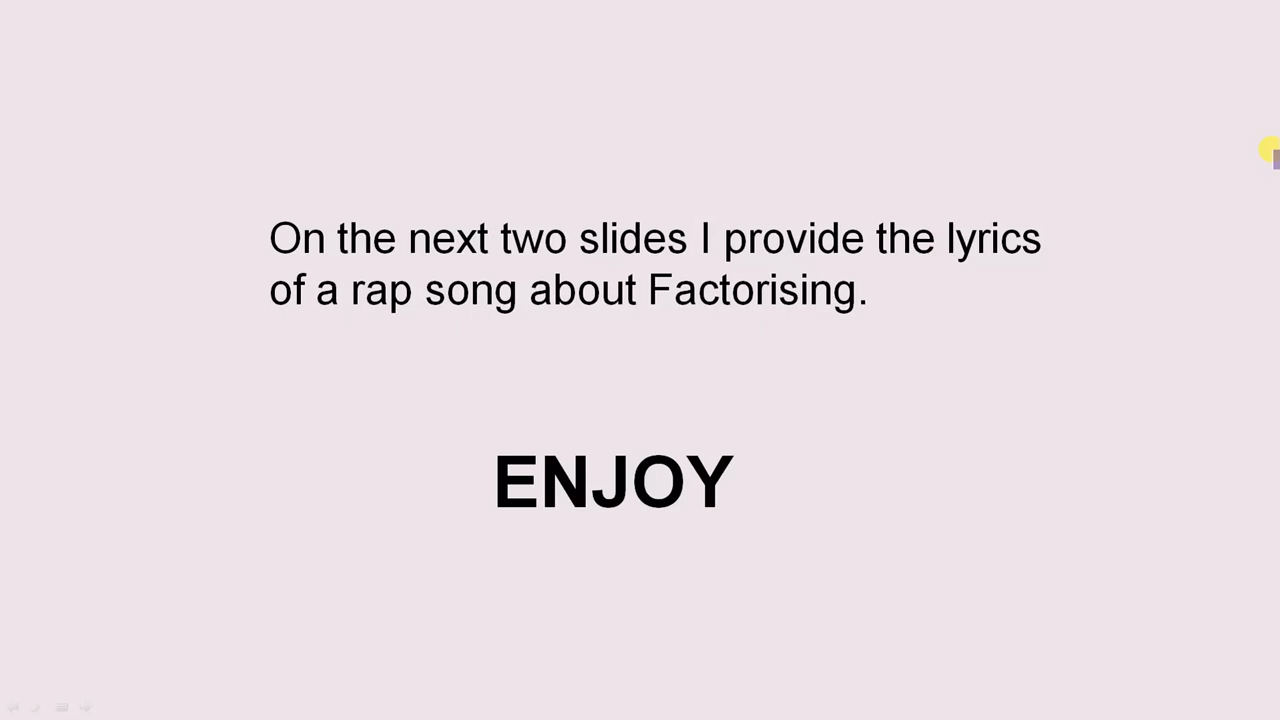 On the next two slides I provide the lyrics
of a rap song about Factorising.
ENJOY